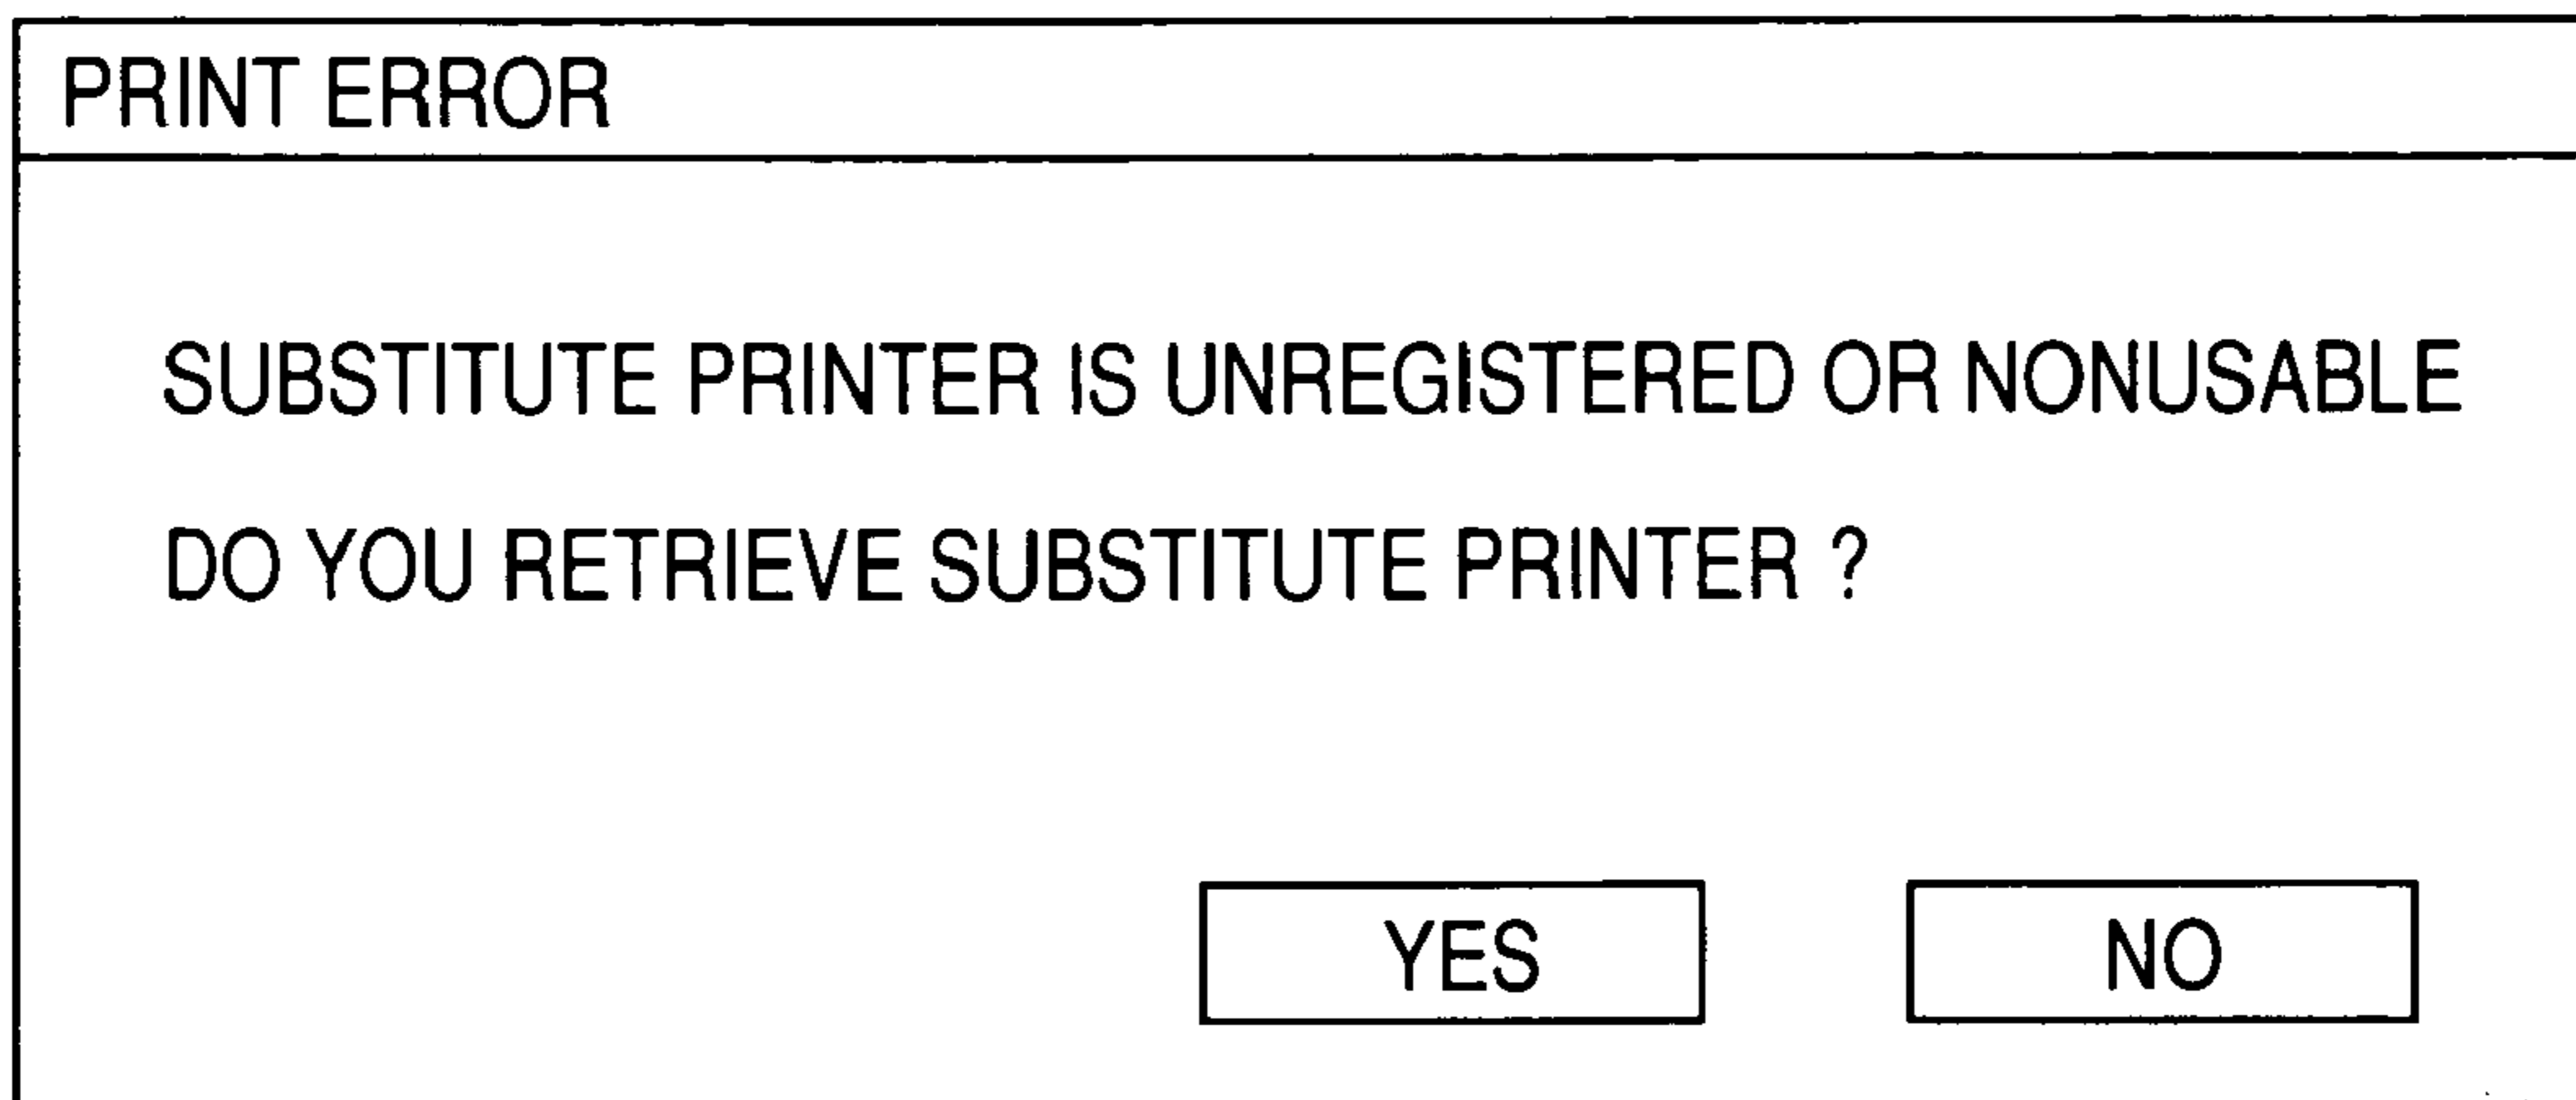 PRINT ERROR
SUBSTITUTE PRINTER IS UNREGISTERED OR NONUSABLE
DO YOU RETRIEVE SUBSTITUTE PRINTER ?
YES NO